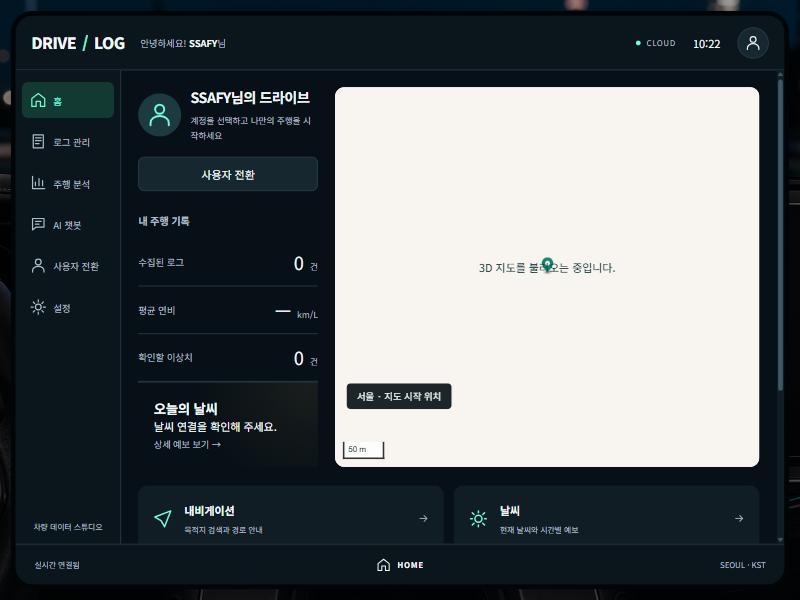 DRIVE / LOG
안녕하세요! SSAFY님
CLOUD
10:22
홈
로그 관리
주행 분석
AI 챗봇
사용자 전환
설정
차량 데이터 스튜디오
SSAFY님의 드라이브
계정을 선택하고 나만의 주행을 시
작하세요
사용자 전환
내 주행 기록
수집된 로그
0 건
평균 연비
— km/L
확인할 이상치
0 건
오늘의 날씨
날씨 연결을 확인해 주세요.
상세 예보 보기 →
3D 지도를 불러오는 중입니다.
서울 · 지도 시작 위치
50 m
내비게이션
목적지 검색과 경로 안내
→
날씨
현재 날씨와 시간별 예보
→
실시간 연결됨
HOME
SEOUL · KST